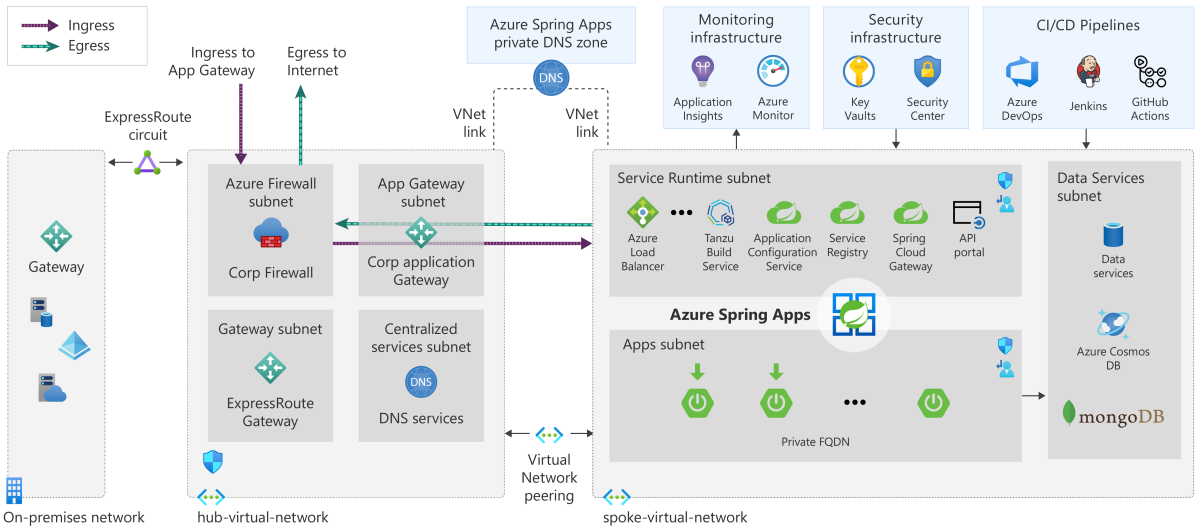 Ingress
Egress
Ingress to
App Gateway
Egress to
Internet
Azure Spring Apps
private DNS zone
DNS
VNet
link
VNet
link
Monitoring
infrastructure
Application
Insights
Azure
Monitor
Security
infrastructure
Key
Vaults
Security
Center
CI/CD Pipelines
Azure
DevOps
Jenkins
GitHub
Actions
ExpressRoute
circuit
Gateway
On-premises network
Azure Firewall
subnet
Corp Firewall
App Gateway
subnet
Corp application
Gateway
Gateway subnet
ExpressRoute
Gateway
Centralized
services subnet
DNS
DNS services
hub-virtual-network
Virtual
Network
peering
Service Runtime subnet
Azure
Load
Balancer
Tanzu
Build
Service
Application
Configuration
Service
Service
Registry
Spring
Cloud
Gateway
API
portal
Azure Spring Apps
Apps subnet
Private FQDN
Data Services
subnet
Data
services
Azure Cosmos
DB
mongoDB
spoke-virtual-network